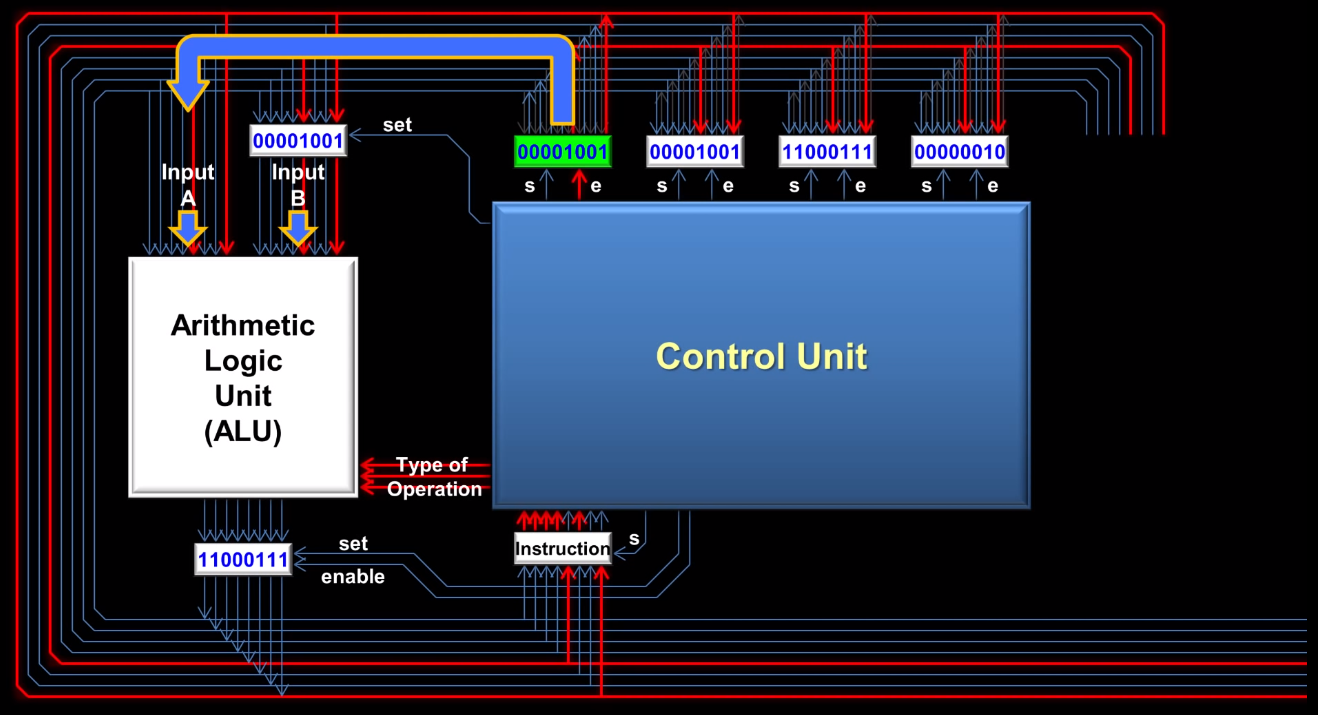 set
00001001
00001001
00001001
11000111
00000010
Input
A
Input
B
s
e
s
e
s
e
s
e
Arithmetic
Logic
Unit
(ALU)
Control Unit
Type of
Operation
11000111
set
enable
Instruction
s